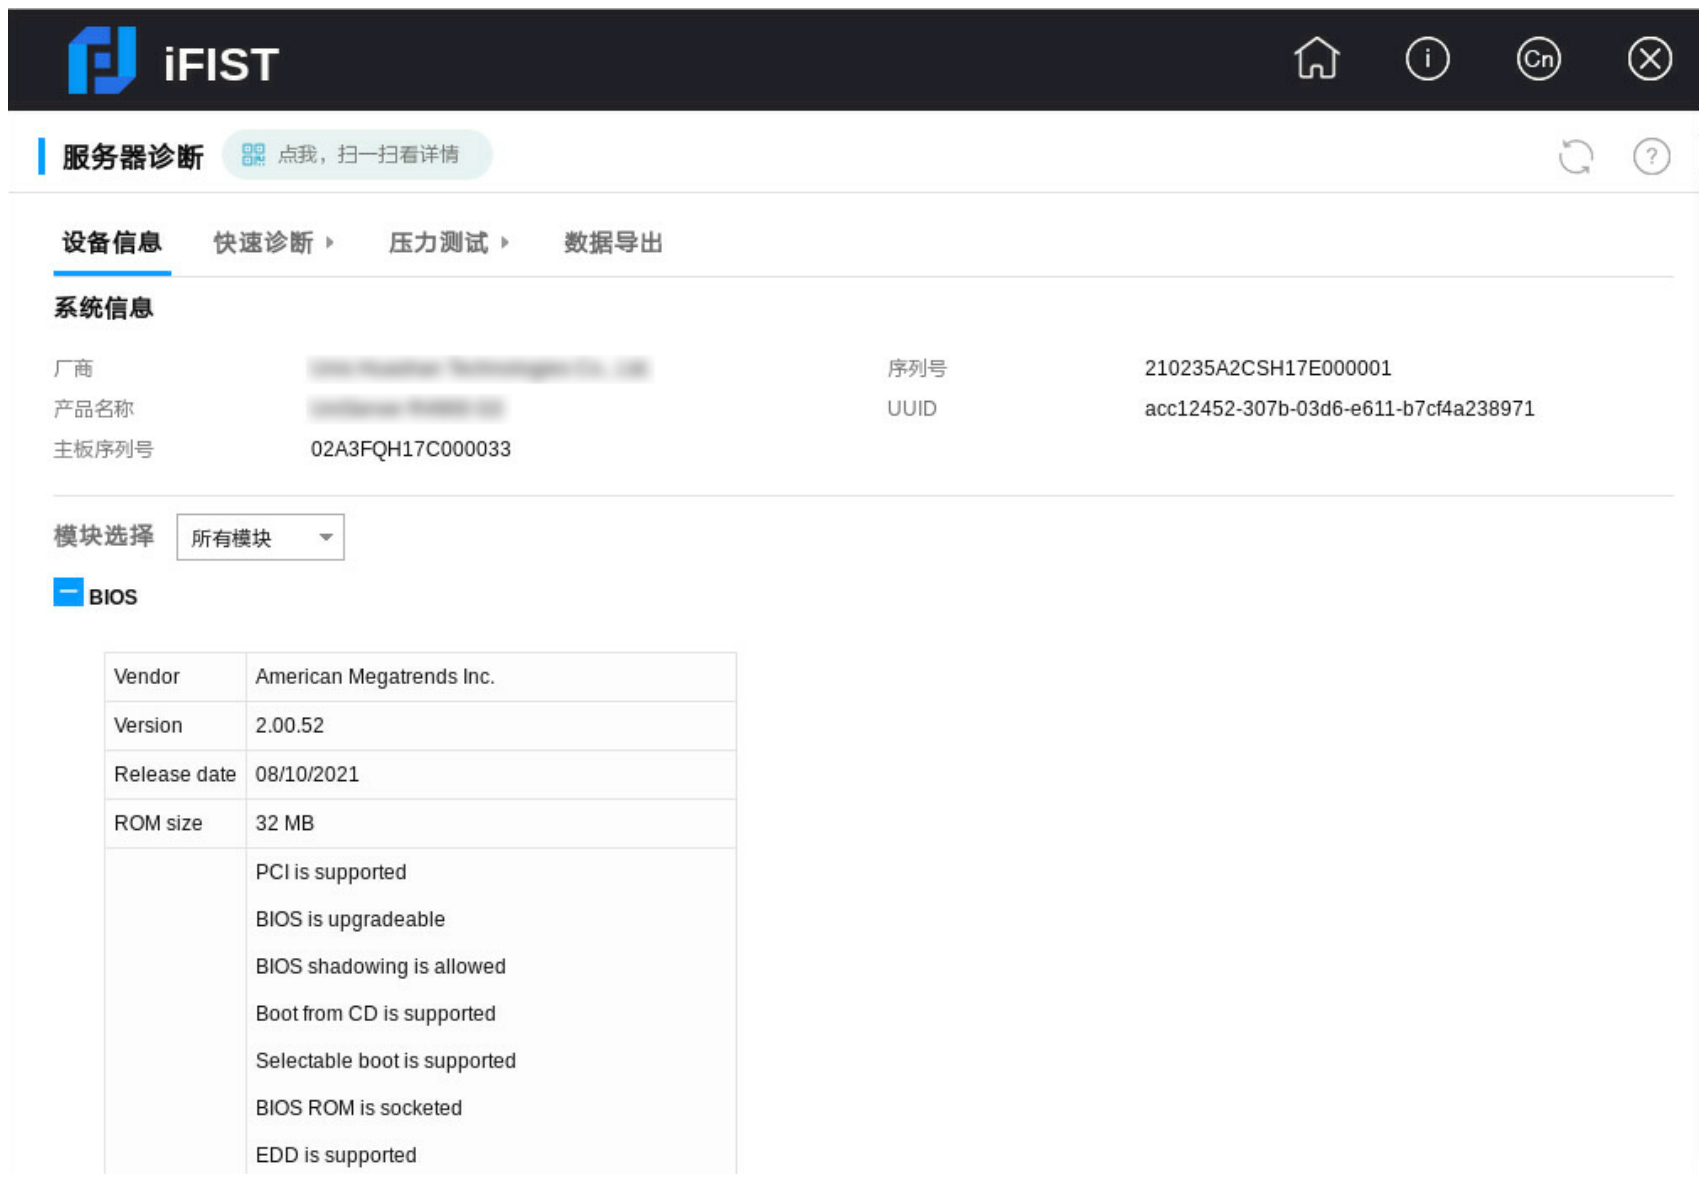 iFIST
Cn
服务器诊断
点我，扫一扫看详情
设备信息 快速诊断 压力测试 数据导出
系统信息
厂商
序列号 210235A2CSH17E000001
产品名称
UUID acc12452-307b-03d6-e611-b7cf4a238971
主板序列号 02A3FQH17C000033
模块选择 所有模块
BIOS
Vendor American Megatrends Inc.
Version 2.00.52
Release date 08/10/2021
ROM size 32 MB
PCI is supported
BIOS is upgradeable
BIOS shadowing is allowed
Boot from CD is supported
Selectable boot is supported
BIOS ROM is socketed
EDD is supported